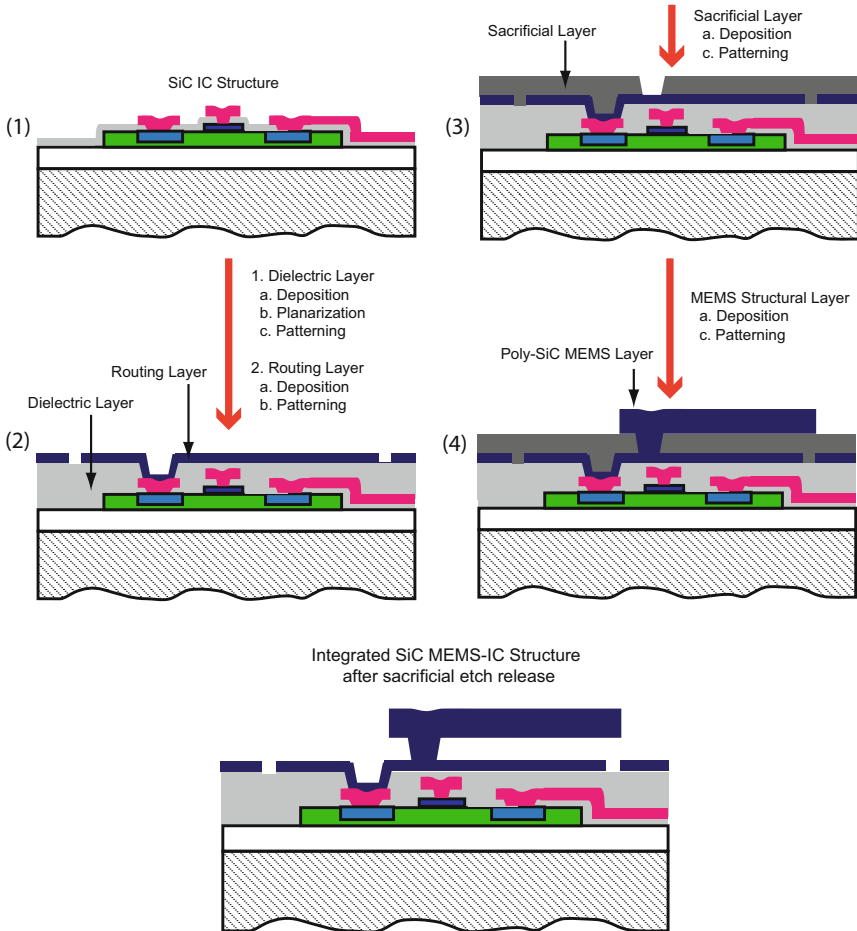 SiC IC Structure
(1)
1. Dielectric Layer
a. Deposition
b. Planarization
c. Patterning
2. Routing Layer
a. Deposition
b. Patterning
Routing Layer
Dielectric Layer
(2)
Sacrificial Layer
Sacrificial Layer
a. Deposition
c. Patterning
(3)
MEMS Structural Layer
a. Deposition
c. Patterning
Poly-SiC MEMS Layer
(4)
Integrated SiC MEMS-IC Structure
after sacrificial etch release